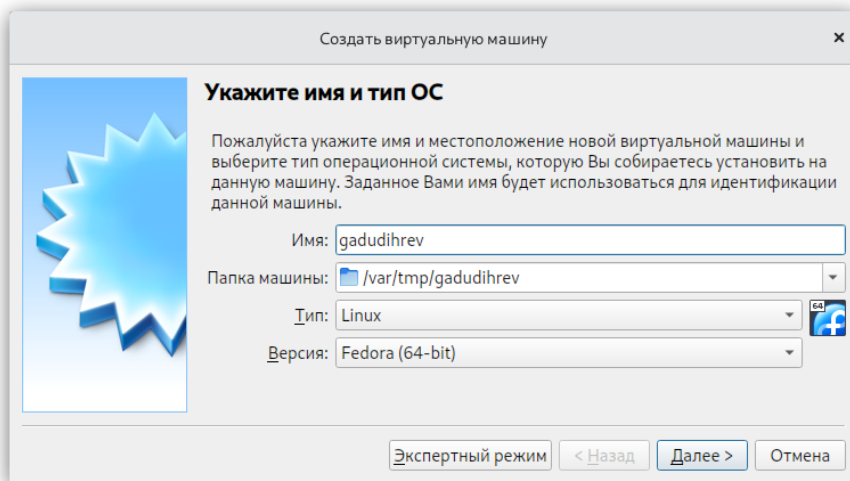 Создать виртуальную машину
×
Укажите имя и тип ОС
Пожалуйста укажите имя и местоположение новой виртуальной машины и
выберите тип операционной системы, которую Вы собираетесь установить на
данную машину. Заданное Вами имя будет использоваться для идентификации
данной машины.
Имя: gadudihrev
Папка машины: /var/tmp/gadudihrev
Тип: Linux
64
Версия: Fedora (64-bit)
Экспертный режим < Назад Далее > Отмена